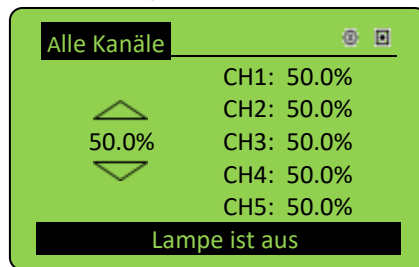 Alle Kanäle
CH1: 50.0%
CH2: 50.0%
50.0%
CH3: 50.0%
CH4: 50.0%
CH5: 50.0%
Lampe ist aus